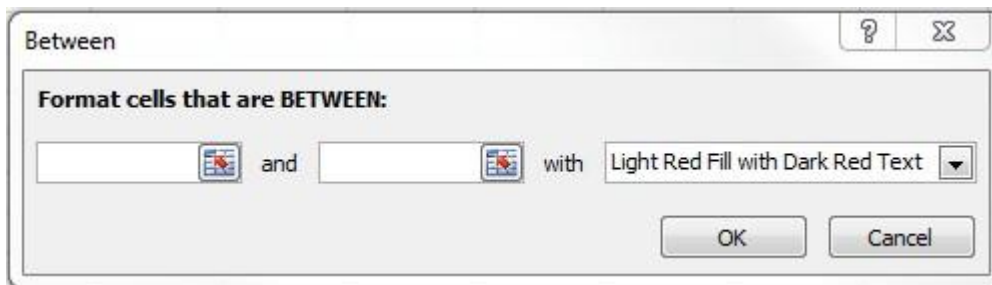 Between
Format cells that are BETWEEN:
and with Light Red Fill with Dark Red Text
OK Cancel